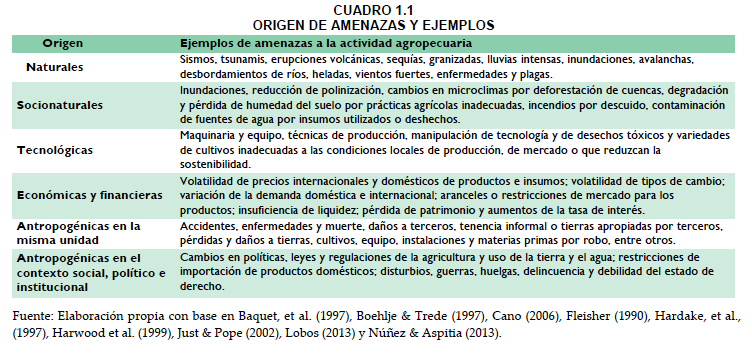 CUADRO 1.1
ORIGEN DE AMENAZAS Y EJEMPLOS
Origen Ejemplos de amenazas a la actividad agropecuaria
Naturales
Sismos, tsunamis, erupciones volcánicas, sequías, granizadas, lluvias intensas, inundaciones, avalanchas,
desbordamientos de ríos, heladas, vientos fuertes, enfermedades y plagas.
Socionaturales
Inundaciones, reducción de polinización, cambios en microclimas por deforestación de cuencas, degradación
y pérdida de humedad del suelo por prácticas agrícolas inadecuadas, incendios por descuido, contaminación
de fuentes de agua por insumos utilizados o deshechos.
Tecnológicas
Maquinaria y equipo, técnicas de producción, manipulación de tecnología y de desechos tóxicos y variedades
de cultivos inadecuadas a las condiciones locales de producción, de mercado o que reduzcan la
sostenibilidad.
Económicas y financieras
Volatilidad de precios internacionales y domésticos de productos e insumos; volatilidad de tipos de cambio;
variación de la demanda doméstica e internacional; aranceles o restricciones de mercado para los
productos; insuficiencia de liquidez; pérdida de patrimonio y aumentos de la tasa de interés.
Antropogénicas en la
misma unidad
Accidentes, enfermedades y muerte, daños a terceros, tenencia informal o tierras apropiadas por terceros,
pérdidas y daños a tierras, cultivos, equipo, instalaciones y materias primas por robo, entre otros.
Antropogénicas en el
contexto social, político e
institucional
Cambios en políticas, leyes y regulaciones de la agricultura y uso de la tierra y el agua; restricciones de
importación de productos domésticos; disturbios, guerras, huelgas, delincuencia y debilidad del estado de
derecho.
Fuente: Elaboración propia con base en Baquet, et al. (1997), Boehlje & Trede (1997), Cano (2006), Fleisher (1990), Hardake, et al.,
(1997), Harwood et al. (1999), Just & Pope (2002), Lobos (2013) y Núñez & Aspitia (2013).